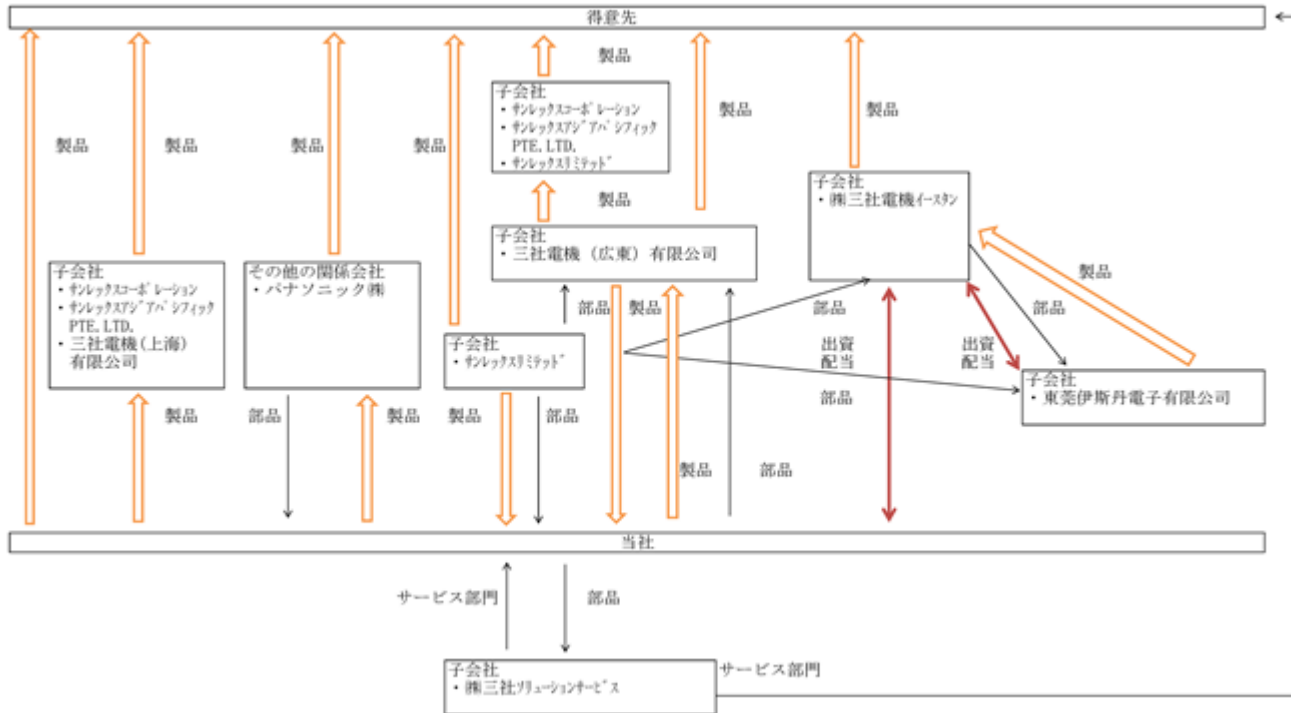 得意先
製品
子会社
・サンレックスコーポレーション
・サンレックスアジアパシフィック
PTE.LTD.
・サンレックスリミテッド
製品
製品
製品
製品
製品
製品
子会社
・㈱三社電機イースタン
製品
子会社
・三社電機（広東）有限公司
子会社
・サンレックスコーポレーション
・サンレックスアジアパシフィック
PTE.LTD.
・三社電機(上海)
有限公司
その他の関係会社
・パナソニック㈱
製品
部品
製品
部品
部品
子会社
・サンレックスリミテッド
出資
配当
出資
配当
子会社
・東莞伊斯丹電子有限公司
製品
部品
製品
製品
部品
部品
製品
部品
当社
サービス部門
部品
子会社
・㈱三社ソリューションサービス
サービス部門